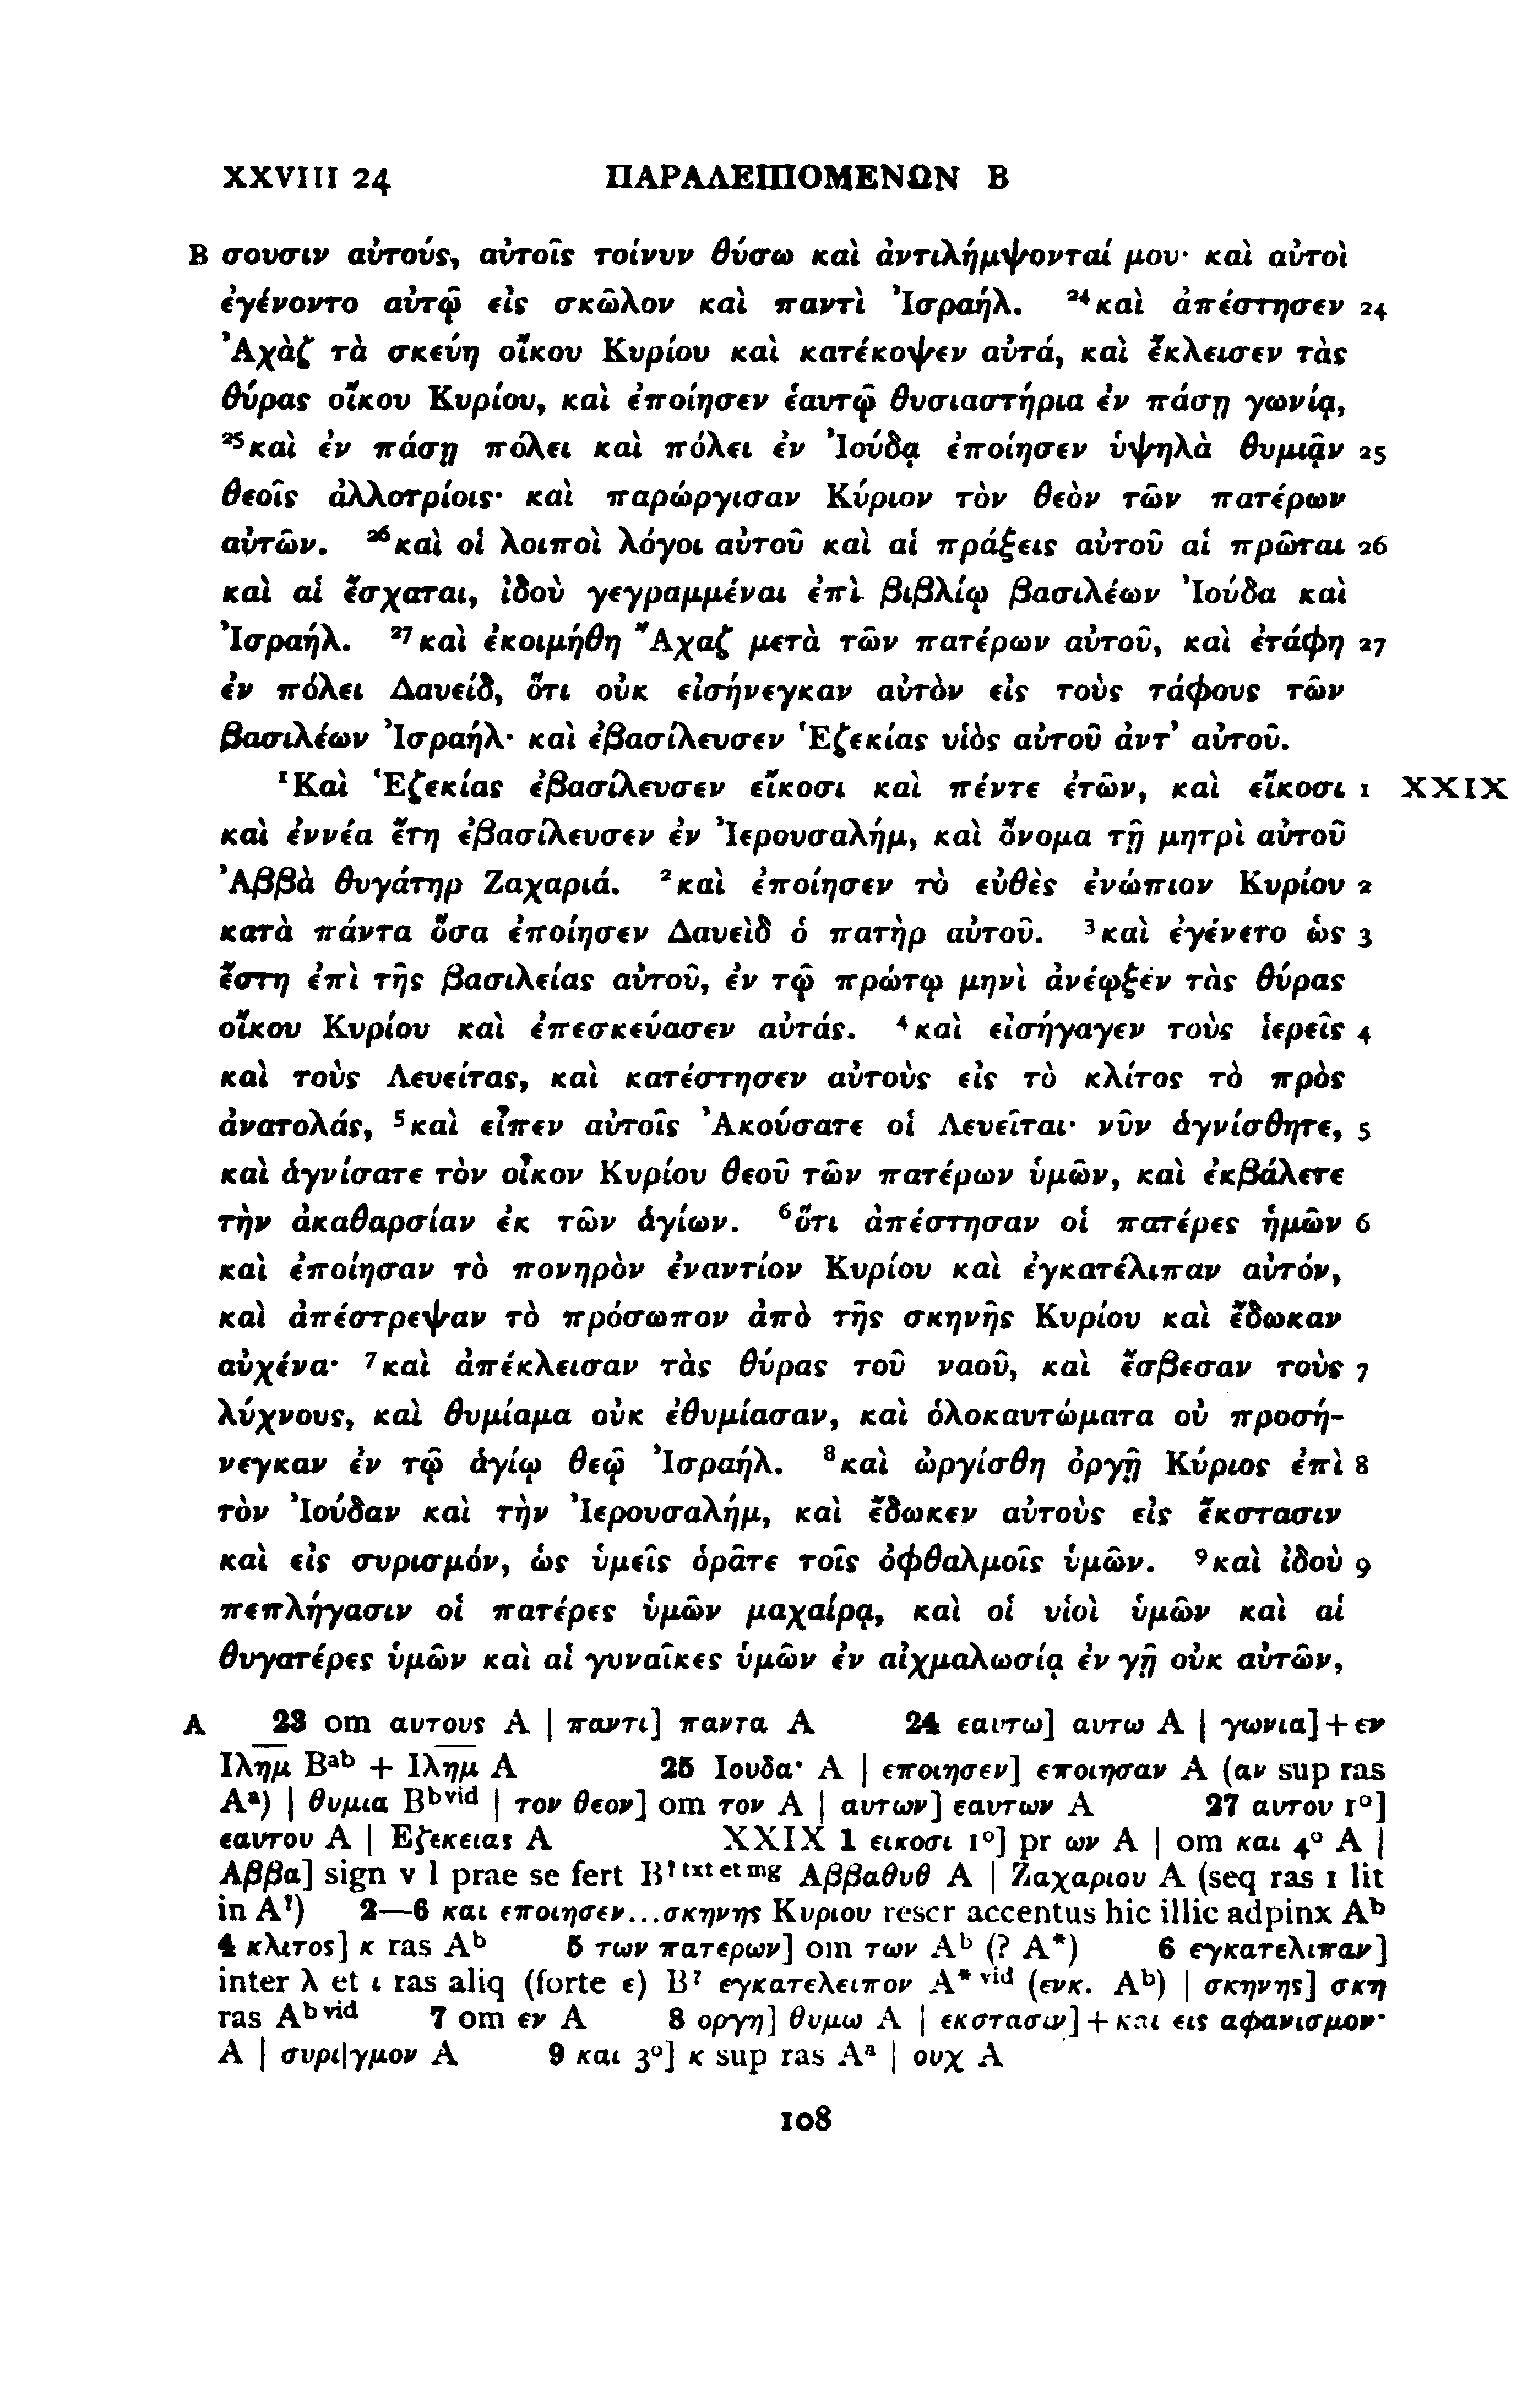 XXVIII 24 ΠΑΡΑΛΕΙΠΟΜΕΝΩΝ Β
B σουσιν αὐτούς, αὐτοῖς τοίνυν θύσω καὶ ἀντιλήμψονταί μου· καὶ αὐτοὶ
ἐγένοντο αὐτῷ εἰς σκῶλον καὶ παντὶ Ἰσραήλ. ²⁴καὶ ἀπέστησεν 24
Ἀχὰζ τὰ σκεύη οἴκου Κυρίου καὶ κατέκοψεν αὐτά, καὶ ἔκλεισεν τὰς
θύρας οἴκου Κυρίου, καὶ ἐποίησεν ἑαυτῷ θυσιαστήρια ἐν πάσῃ γωνίᾳ,
²⁵καὶ ἐν πάσῃ πόλει καὶ πόλει ἐν Ἰούδᾳ ἐποίησεν ὑψηλὰ θυμιᾷν 25
θεοῖς ἀλλοτρίοις· καὶ παρώργισαν Κύριον τὸν θεὸν τῶν πατέρων
αὐτῶν. ²⁶καὶ οἱ λοιποὶ λόγοι αὐτοῦ καὶ αἱ πράξεις αὐτοῦ αἱ πρῶται 26
καὶ αἱ ἔσχαται, ἰδοὺ γεγραμμέναι ἐπὶ βιβλίῳ βασιλέων Ἰούδα καὶ
Ἰσραήλ. ²⁷καὶ ἐκοιμήθη Ἄχαζ μετὰ τῶν πατέρων αὐτοῦ, καὶ ἐτάφη 27
ἐν πόλει Δαυείδ, ὅτι οὐκ εἰσήνεγκαν αὐτὸν εἰς τοὺς τάφους τῶν
βασιλέων Ἰσραήλ· καὶ ἐβασίλευσεν Ἑζεκίας υἱὸς αὐτοῦ ἀντ’ αὐτοῦ.
¹Καὶ Ἑζεκίας ἐβασίλευσεν εἴκοσι καὶ πέντε ἐτῶν, καὶ εἴκοσι 1 XXIX
καὶ ἐννέα ἔτη ἐβασίλευσεν ἐν Ἰερουσαλήμ, καὶ ὄνομα τῇ μητρὶ αὐτοῦ
Ἀββὰ θυγάτηρ Ζαχαριά. ²καὶ ἐποίησεν τὸ εὐθὲς ἐνώπιον Κυρίου 2
κατὰ πάντα ὅσα ἐποίησεν Δαυεὶδ ὁ πατὴρ αὐτοῦ. ³καὶ ἐγένετο ὡς 3
ἔστη ἐπὶ τῆς βασιλείας αὐτοῦ, ἐν τῷ πρώτῳ μηνὶ ἀνέῳξεν τὰς θύρας
οἴκου Κυρίου καὶ ἐπεσκεύασεν αὐτάς. ⁴καὶ εἰσήγαγεν τοὺς ἱερεῖς 4
καὶ τοὺς Λευείτας, καὶ κατέστησεν αὐτοὺς εἰς τὸ κλίτος τὸ πρὸς
ἀνατολάς, ⁵καὶ εἶπεν αὐτοῖς Ἀκούσατε οἱ Λευεῖται· νῦν ἁγνίσθητε, 5
καὶ ἁγνίσατε τὸν οἶκον Κυρίου θεοῦ τῶν πατέρων ὑμῶν, καὶ ἐκβάλετε
τὴν ἀκαθαρσίαν ἐκ τῶν ἁγίων. ⁶ὅτι ἀπέστησαν οἱ πατέρες ἡμῶν 6
καὶ ἐποίησαν τὸ πονηρὸν ἐναντίον Κυρίου καὶ ἐγκατέλιπαν αὐτόν,
καὶ ἀπέστρεψαν τὸ πρόσωπον ἀπὸ τῆς σκηνῆς Κυρίου καὶ ἔδωκαν
αὐχένα· ⁷καὶ ἀπέκλεισαν τὰς θύρας τοῦ ναοῦ, καὶ ἔσβεσαν τοὺς 7
λύχνους, καὶ θυμίαμα οὐκ ἐθυμίασαν, καὶ ὁλοκαυτώματα οὐ προσή-
νεγκαν ἐν τῷ ἁγίῳ θεῷ Ἰσραήλ. ⁸καὶ ὠργίσθη ὀργῇ Κύριος ἐπὶ 8
τὸν Ἰούδαν καὶ τὴν Ἰερουσαλήμ, καὶ ἔδωκεν αὐτοὺς εἰς ἔκστασιν
καὶ εἰς συρισμόν, ὡς ὑμεῖς ὁρᾶτε τοῖς ὀφθαλμοῖς ὑμῶν. ⁹καὶ ἰδοὺ 9
πεπλήγασιν οἱ πατέρες ὑμῶν μαχαίρᾳ, καὶ οἱ υἱοὶ ὑμῶν καὶ αἱ
θυγατέρες ὑμῶν καὶ αἱ γυναῖκες ὑμῶν ἐν αἰχμαλωσίᾳ ἐν γῇ οὐκ αὐτῶν,
A 23 om αυτους A | παντι] παντα A 24 εαυτω] αυτω A | γωνια] + εν
Ιλημ Bᵃᵇ + Ιλημ A 25 Ιουδα· A | εποιησεν] εποιησαν A (αν sup ras
Aᵃ) | θυμια Bᵇᵛⁱᵈ | τον θεον] om τον A | αυτων] εαυτων A 27 αυτου 1°]
εαυτου A | Εζεκειας A XXIX 1 εικοσι 1°] pr ων A | om και 4° A |
Αββα] sign v l prae se fert B?ᵗˣᵗ ᵉᵗ ᵐᵍ Αββαθυθ A | Ζαχαριου A (seq ras 1 lit
in A?) 2—6 και εποιησεν...σκηνης Κυριου rescr accentus hic illic adpinx Aᵇ
4 κλιτος] κ ras Aᵇ 5 των πατερων] om των Aᵇ (? A*) 6 εγκατελιπαν]
inter λ et ι ras aliq (forte ε) B? εγκατελειπον A*ᵛⁱᵈ (ενκ. Aᵇ) | σκηνης] σκη
ras Aᵇᵛⁱᵈ 7 om εν A 8 οργη] θυμω A | εκστασιν] + και εις αφανισμον·
A | συρι|γμον A 9 και 3°] κ sup ras Aᵃ | ουχ A
108